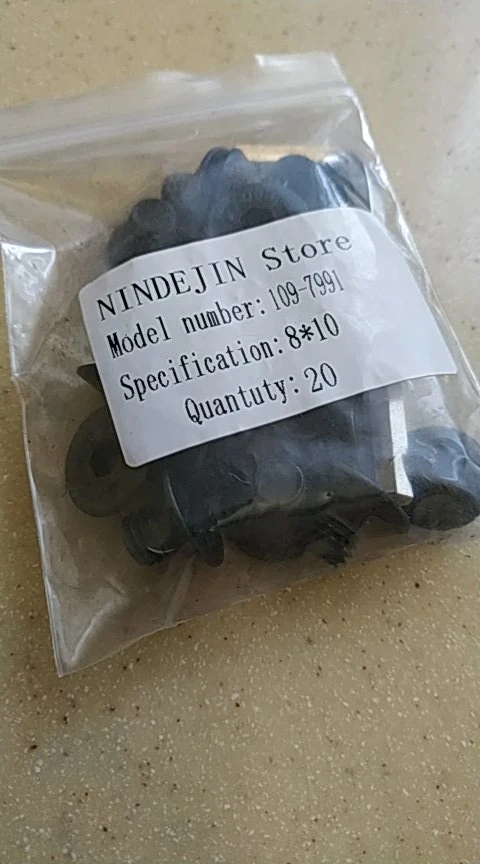 NINDEJIN Store
Model number: 109-7991
Specification: 8*10
Quantuty: 20